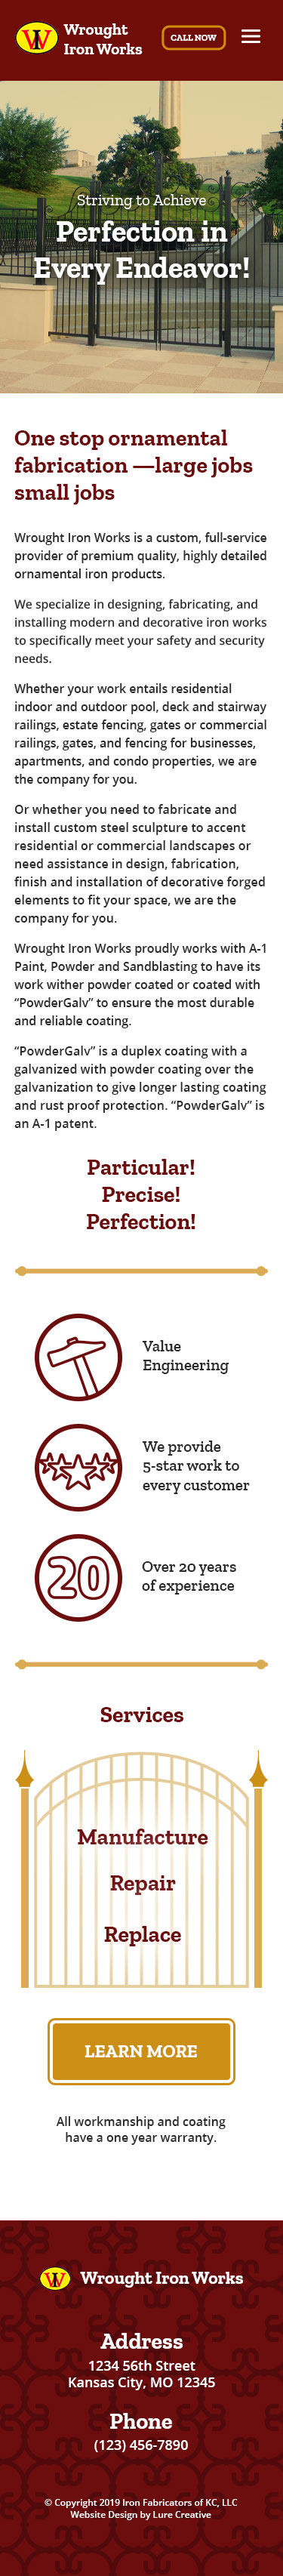 WI
Wrought
Iron Works
CALL NOW
Striving to Achieve
Perfection in
Every Endeavor!
One stop ornamental
fabrication —large jobs
small jobs
Wrought Iron Works is a custom, full-service
provider of premium quality, highly detailed
ornamental iron products.
We specialize in designing, fabricating, and
installing modern and decorative iron works
to specifically meet your safety and security
needs.
Whether your work entails residential
indoor and outdoor pool, deck and stairway
railings, estate fencing, gates or commercial
railings, gates, and fencing for businesses,
apartments, and condo properties, we are
the company for you.
Or whether you need to fabricate and
install custom steel sculpture to accent
residential or commercial landscapes or
need assistance in design, fabrication,
finish and installation of decorative forged
elements to fit your space, we are the
company for you.
Wrought Iron Works proudly works with A-1
Paint, Powder and Sandblasting to have its
work wither powder coated or coated with
“PowderGalv” to ensure the most durable
and reliable coating.
“PowderGalv” is a duplex coating with a
galvanized with powder coating over the
galvanization to give longer lasting coating
and rust proof protection. “PowderGalv” is
an A-1 patent.
Particular!
Precise!
Perfection!
Value
Engineering
We provide
5-star work to
every customer
20
Over 20 years
of experience
Services
Manufacture
Repair
Replace
LEARN MORE
All workmanship and coating
have a one year warranty.
WI
Wrought Iron Works
Address
1234 56th Street
Kansas City, MO 12345
Phone
(123) 456-7890
© Copyright 2019 Iron Fabricators of KC, LLC
Website Design by Lure Creative